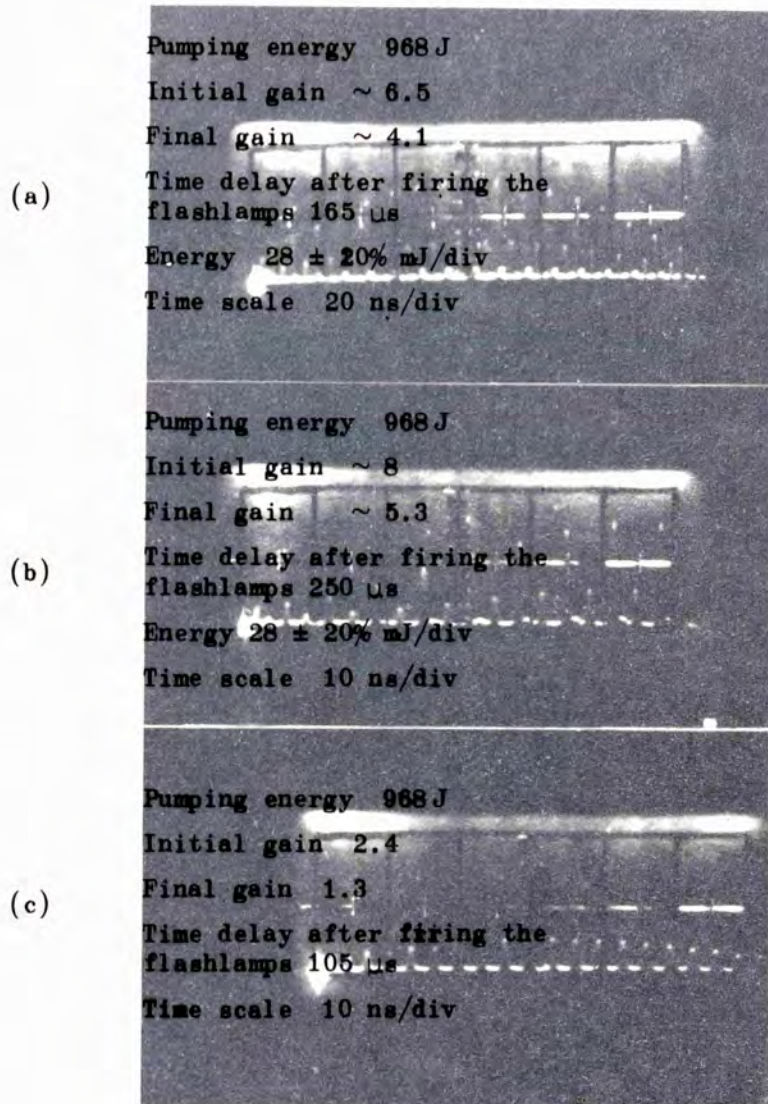 Pumping energy 968 J
Initial gain ~ 6.5
Final gain ~ 4.1
(a)
Time delay after firing the
flashlamps 165 μs
Energy 28 ± 20% mJ/div
Time scale 20 ns/div
Pumping energy 968 J
Initial gain ~ 8
Final gain ~ 5.3
(b)
Time delay after firing the
flashlamps 250 μs
Energy 28 ± 20% mJ/div
Time scale 10 ns/div
Pumping energy 968 J
Initial gain 2.4
Final gain 1.3
(c)
Time delay after firing the
flashlamps 105 μs
Time scale 10 ns/div